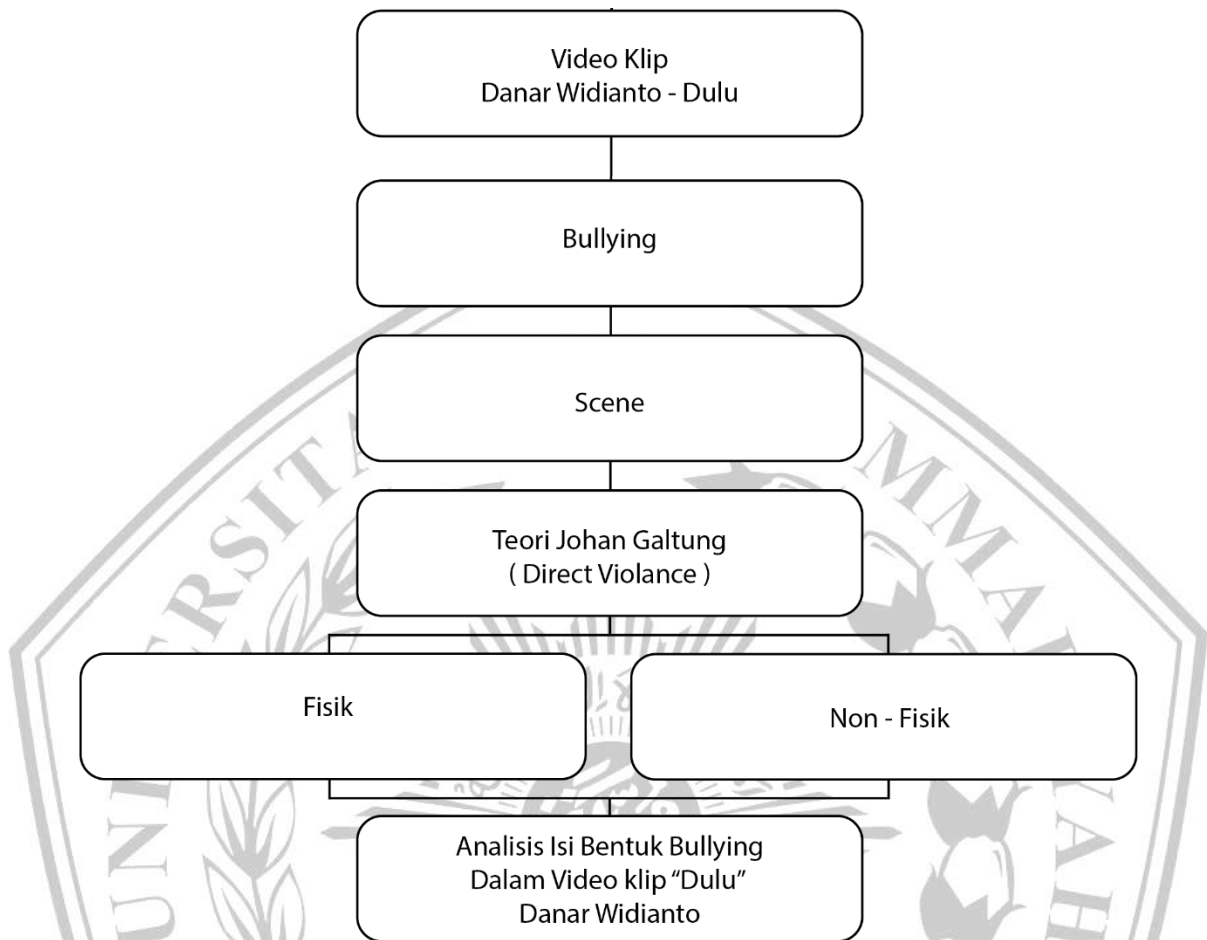 Video Klip
Danar Widianto - Dulu
Bullying
Scene
Teori Johan Galtung
( Direct Violance )
Fisik
Non - Fisik
Analisis Isi Bentuk Bullying
Dalam Video klip “Dulu”
Danar Widianto